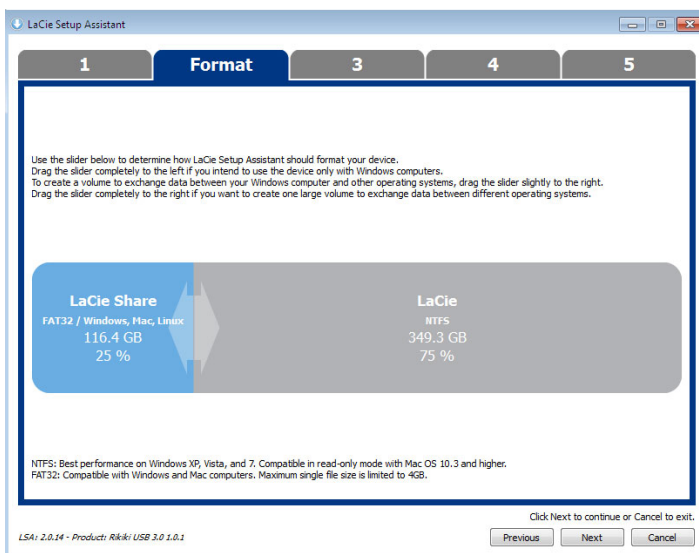 LaCie Setup Assistant
1
Format
3
4
5
Use the slider below to determine how LaCie Setup Assistant should format your device.
Drag the slider completely to the left if you intend to use the device only with Windows computers.
To create a volume to exchange data between your Windows computer and other operating systems, drag the slider slightly to the right.
Drag the slider completely to the right if you want to create one large volume to exchange data between different operating systems.
LaCie Share
FAT32 / Windows, Mac, Linux
116.4 GB
25 %
LaCie
NTFS
349.3 GB
75 %
NTFS: Best performance on Windows XP, Vista, and 7. Compatible in read-only mode with Mac OS 10.3 and higher.
FAT32: Compatible with Windows and Mac computers. Maximum single file size is limited to 4GB.
Click Next to continue or Cancel to exit.
LSA: 2.0.14 - Product: Rikiki USB 3.0 1.0.1
Previous
Next
Cancel